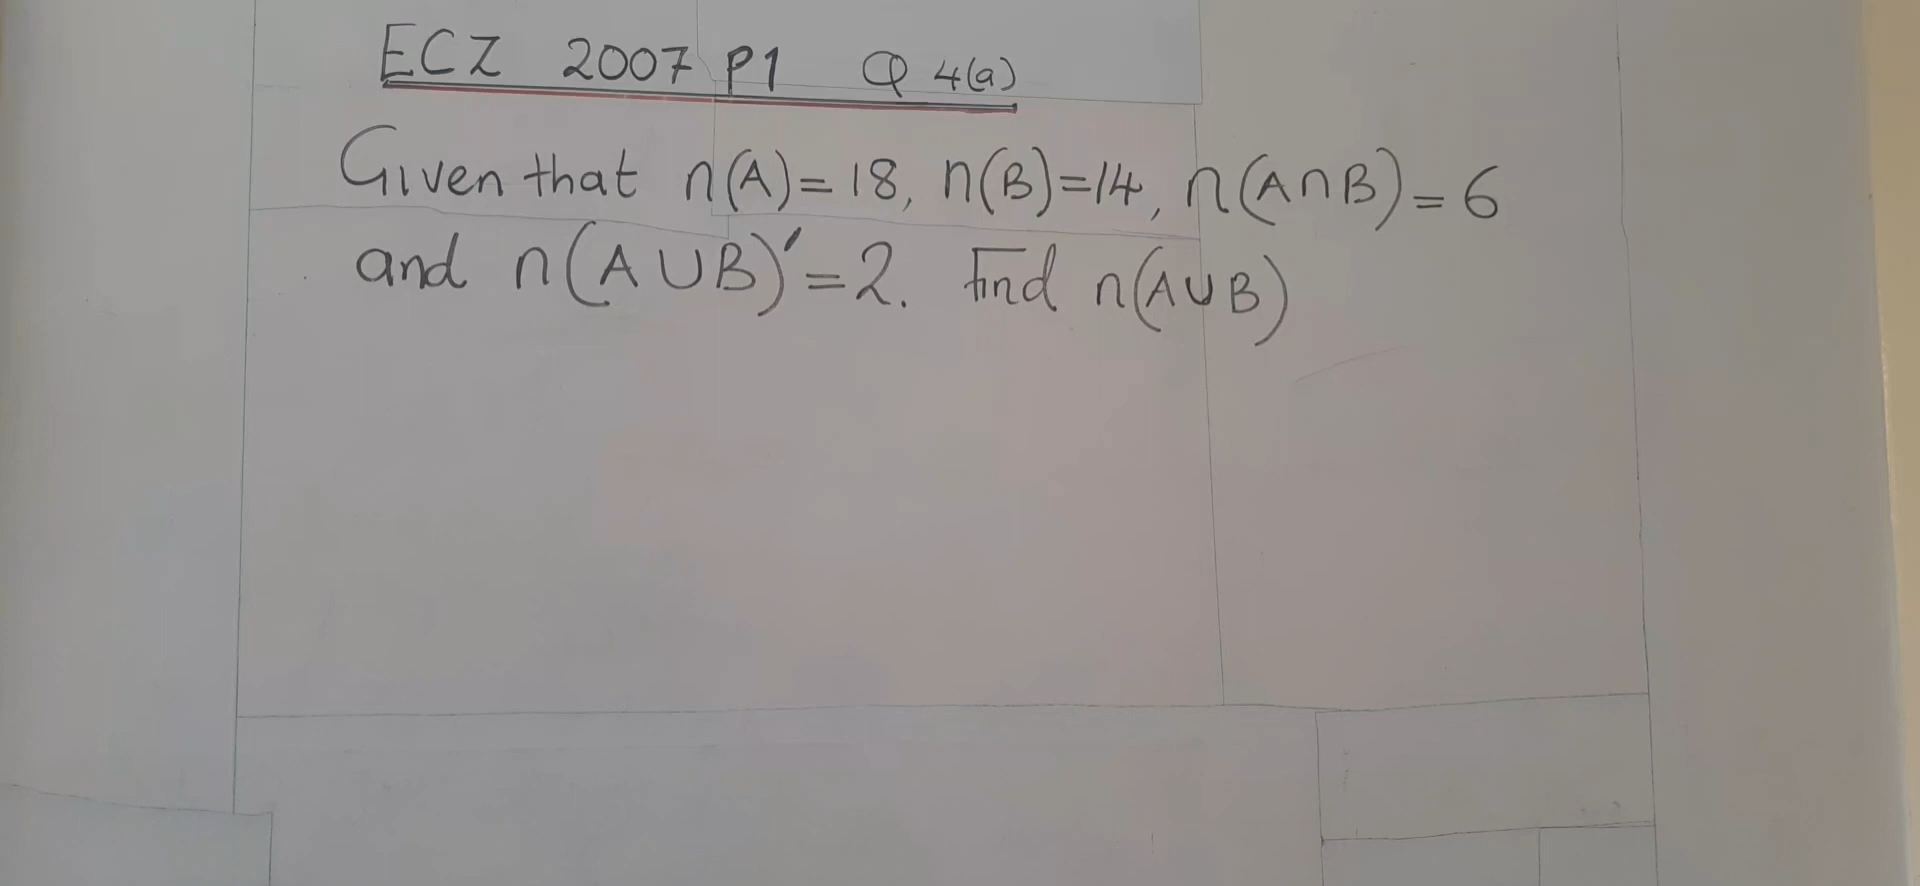 ECZ 2007 P1 Q 4(a)
Given that n(A)=18, n(B)=14, n(A∩B)=6
and n(A∪B)'=2. Find n(A∪B)